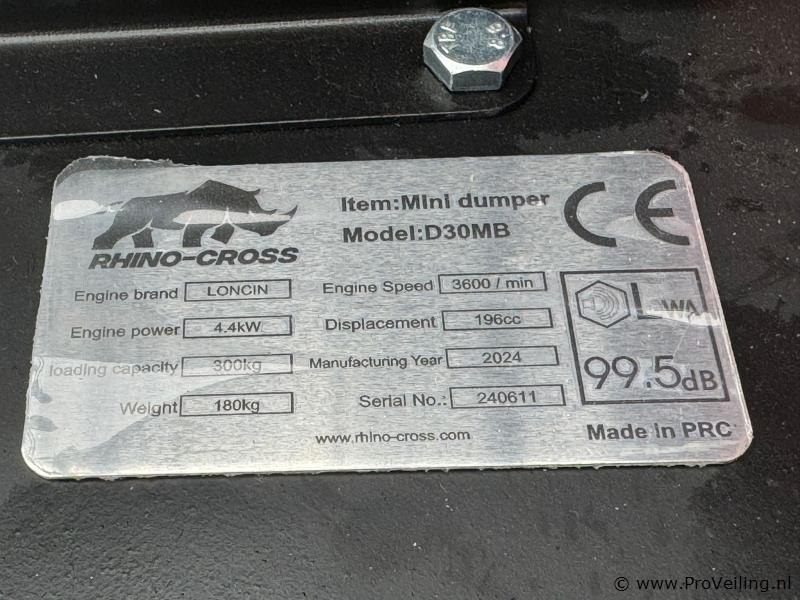 8.8
RHINO-CROSS
Item:MIni dumper
Model:D30MB
CE
Engine brand LONCIN
Engine Speed 3600 / min
Engine power 4.4kW
Displacement 196cc
loading capacity 300kg
Manufacturing Year 2024
Weight 180kg
Serial No.: 240611
LWA
99.5dB
www.rhino-cross.com
Made in PRC
© www.ProVeiling.nl